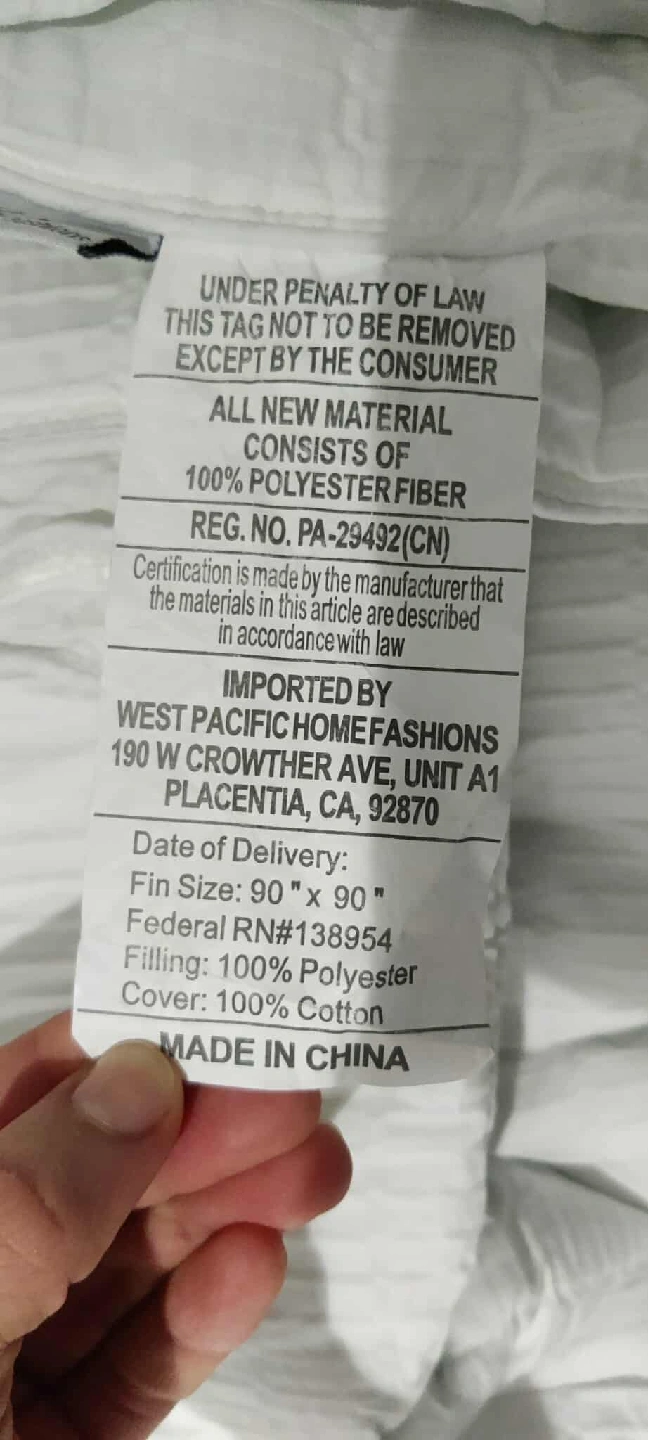 UNDER PENALTY OF LAW
THIS TAG NOT TO BE REMOVED
EXCEPT BY THE CONSUMER
ALL NEW MATERIAL
CONSISTS OF
100% POLYESTER FIBER
REG. NO. PA-29492(CN)
Certification is made by the manufacturer that
the materials in this article are described
in accordance with law
IMPORTED BY
WEST PACIFIC HOME FASHIONS
190 W CROWTHER AVE, UNIT A1
PLACENTIA, CA, 92870
Date of Delivery:
Fin Size: 90 " x 90 "
Federal RN#138954
Filling: 100% Polyester
Cover: 100% Cotton
MADE IN CHINA